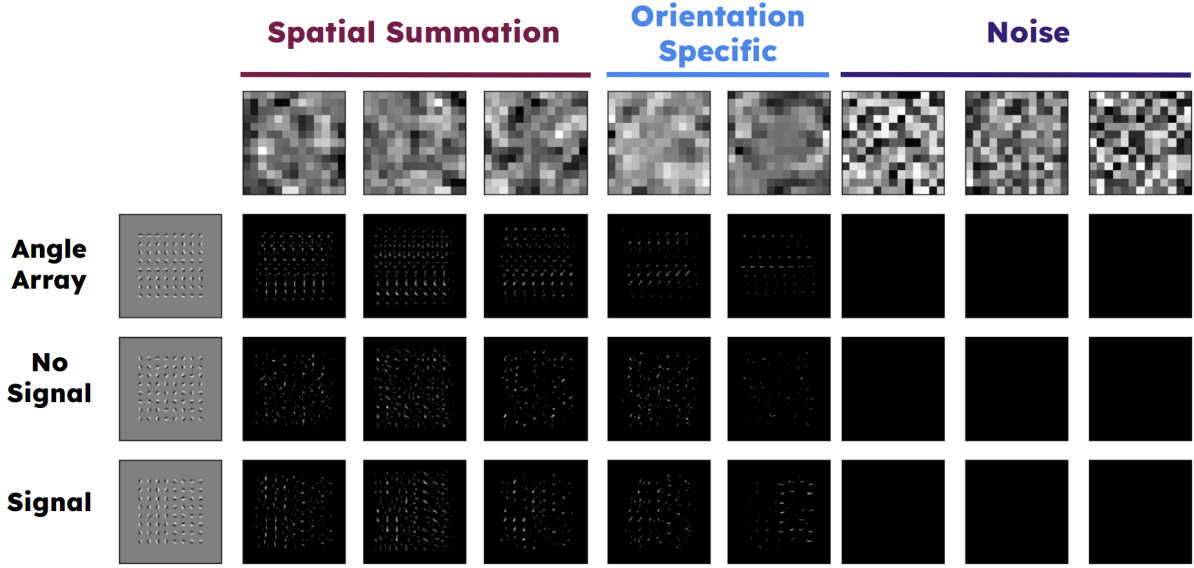 Spatial Summation
Orientation
Specific
Noise
Angle
Array
No
Signal
Signal